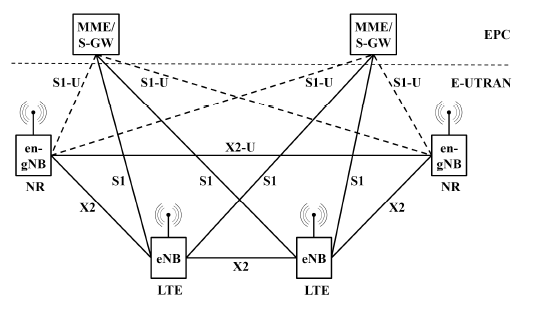 MME/
S-GW
MME/
S-GW
EPC
S1-U
S1-U
S1-U
S1-U
E-UTRAN
en-
gNB
X2-U
en-
gNB
NR
S1
S1
S1
S1
NR
X2
X2
eNB
X2
eNB
LTE
LTE